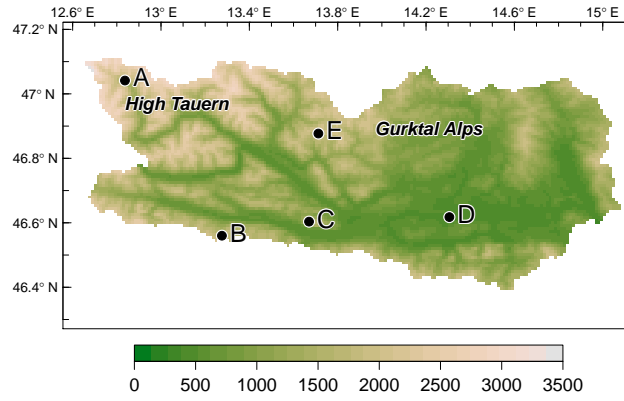 12.6° E 13° E 13.4° E 13.8° E 14.2° E 14.6° E 15° E
47.2° N
47° N
46.8° N
46.6° N
46.4° N
A
High Tauern
E
Gurktal Alps
B
C
D
0 500 1000 1500 2000 2500 3000 3500